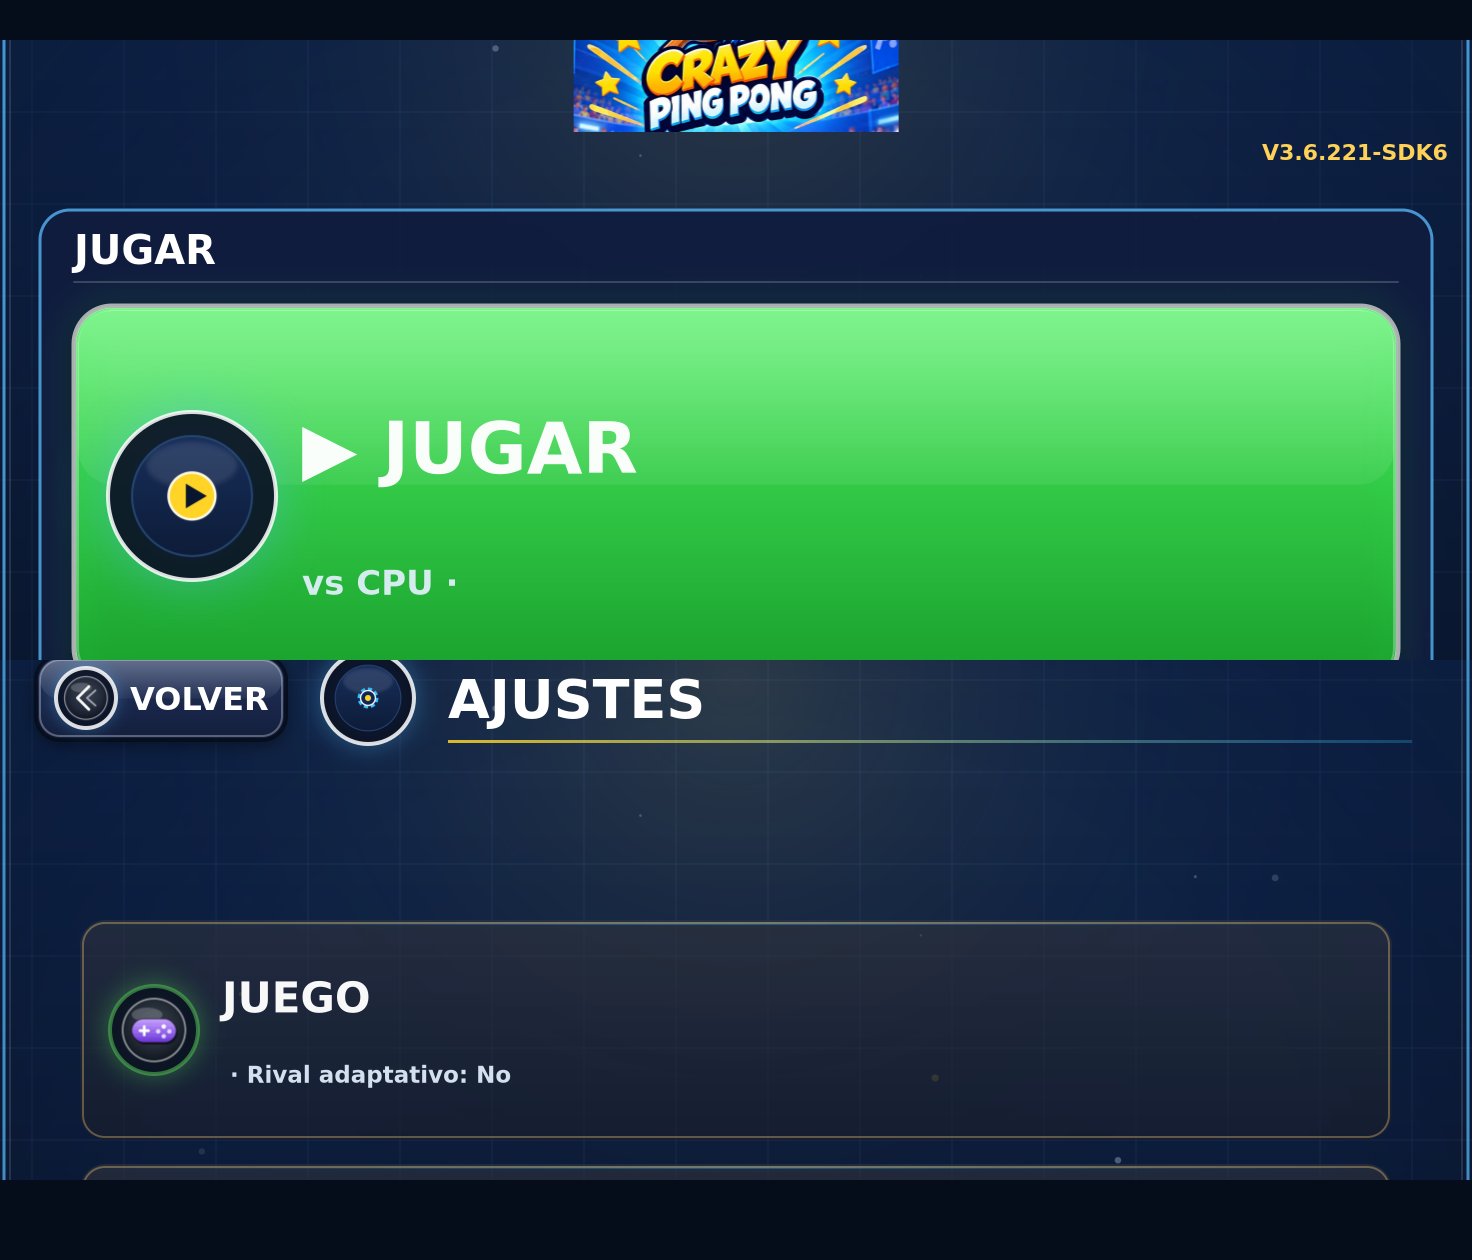 CRAZY
PING PONG
V3.6.221-SDK6
JUGAR
▶ JUGAR
vs CPU ·
VOLVER
AJUSTES
JUEGO
· Rival adaptativo: No